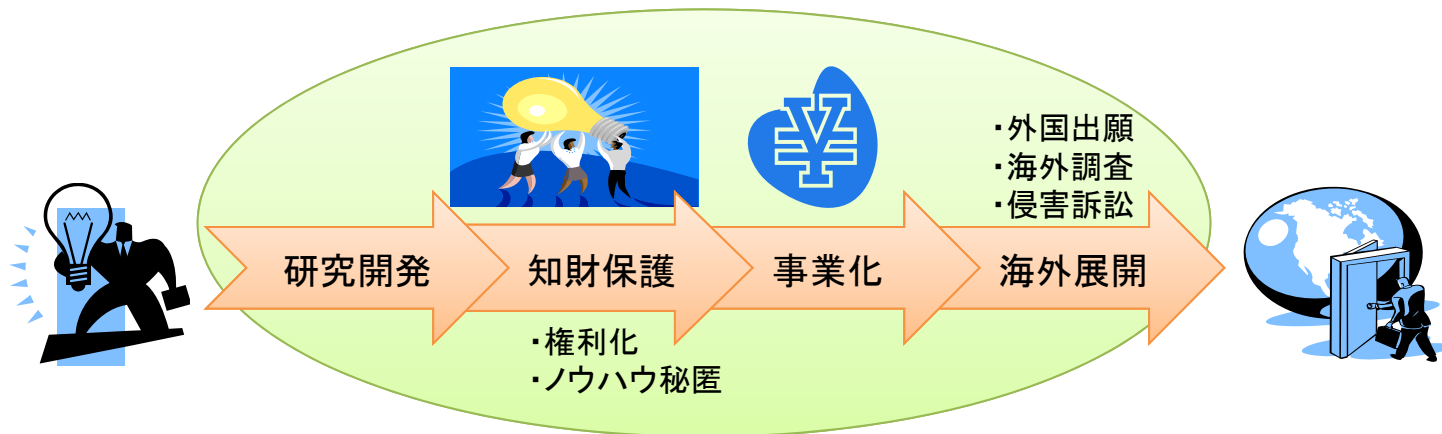 ・外国出願
・海外調査
・侵害訴訟
研究開発
知財保護
事業化
海外展開
・権利化
・ノウハウ秘匿